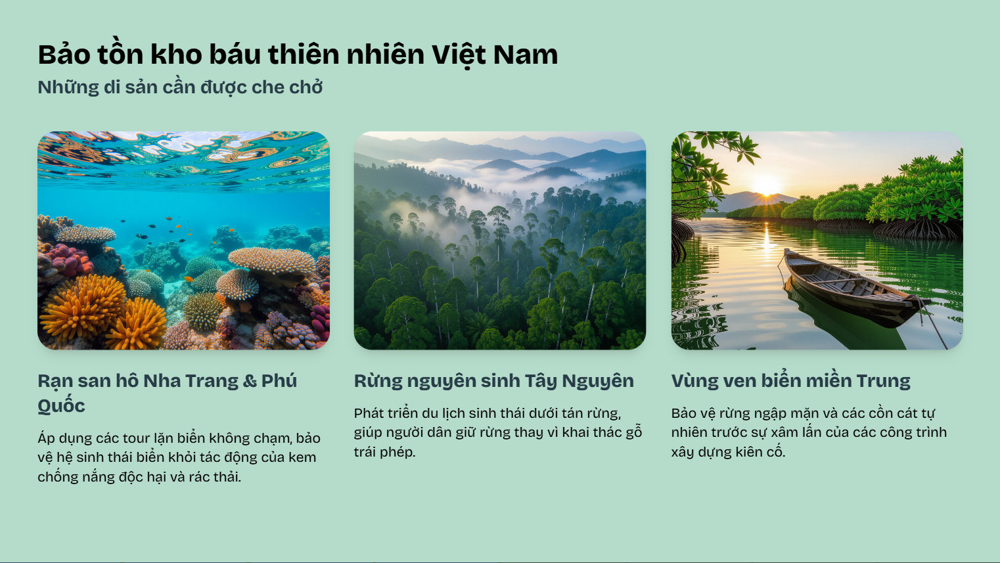 Bảo tồn kho báu thiên nhiên Việt Nam
Những di sản cần được che chở
Rạn san hô Nha Trang & Phú
Quốc
Áp dụng các tour lặn biển không chạm, bảo
vệ hệ sinh thái biển khỏi tác động của kem
chống nắng độc hại và rác thải.
Rừng nguyên sinh Tây Nguyên
Phát triển du lịch sinh thái dưới tán rừng,
giúp người dân giữ rừng thay vì khai thác gỗ
trái phép.
Vùng ven biển miền Trung
Bảo vệ rừng ngập mặn và các cồn cát tự
nhiên trước sự xâm lấn của các công trình
xây dựng kiên cố.